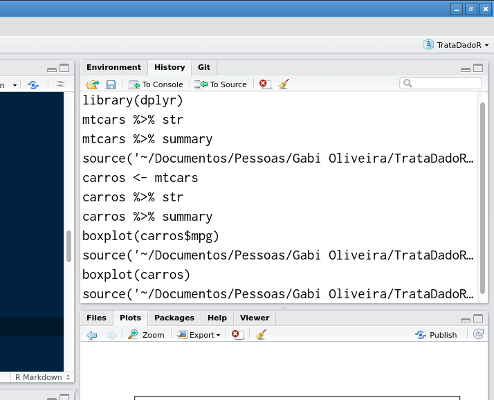 TrataDadoR
Environment History Git
To Console To Source
library(dplyr)
mtcars %>% str
mtcars %>% summary
source('~/Documentos/Pessoas/Gabi Oliveira/TrataDadoR…
carros <- mtcars
carros %>% str
carros %>% summary
boxplot(carros$mpg)
source('~/Documentos/Pessoas/Gabi Oliveira/TrataDadoR…
boxplot(carros)
source('~/Documentos/Pessoas/Gabi Oliveira/TrataDadoR…
Files Plots Packages Help Viewer
Zoom Export Publish
R Markdown